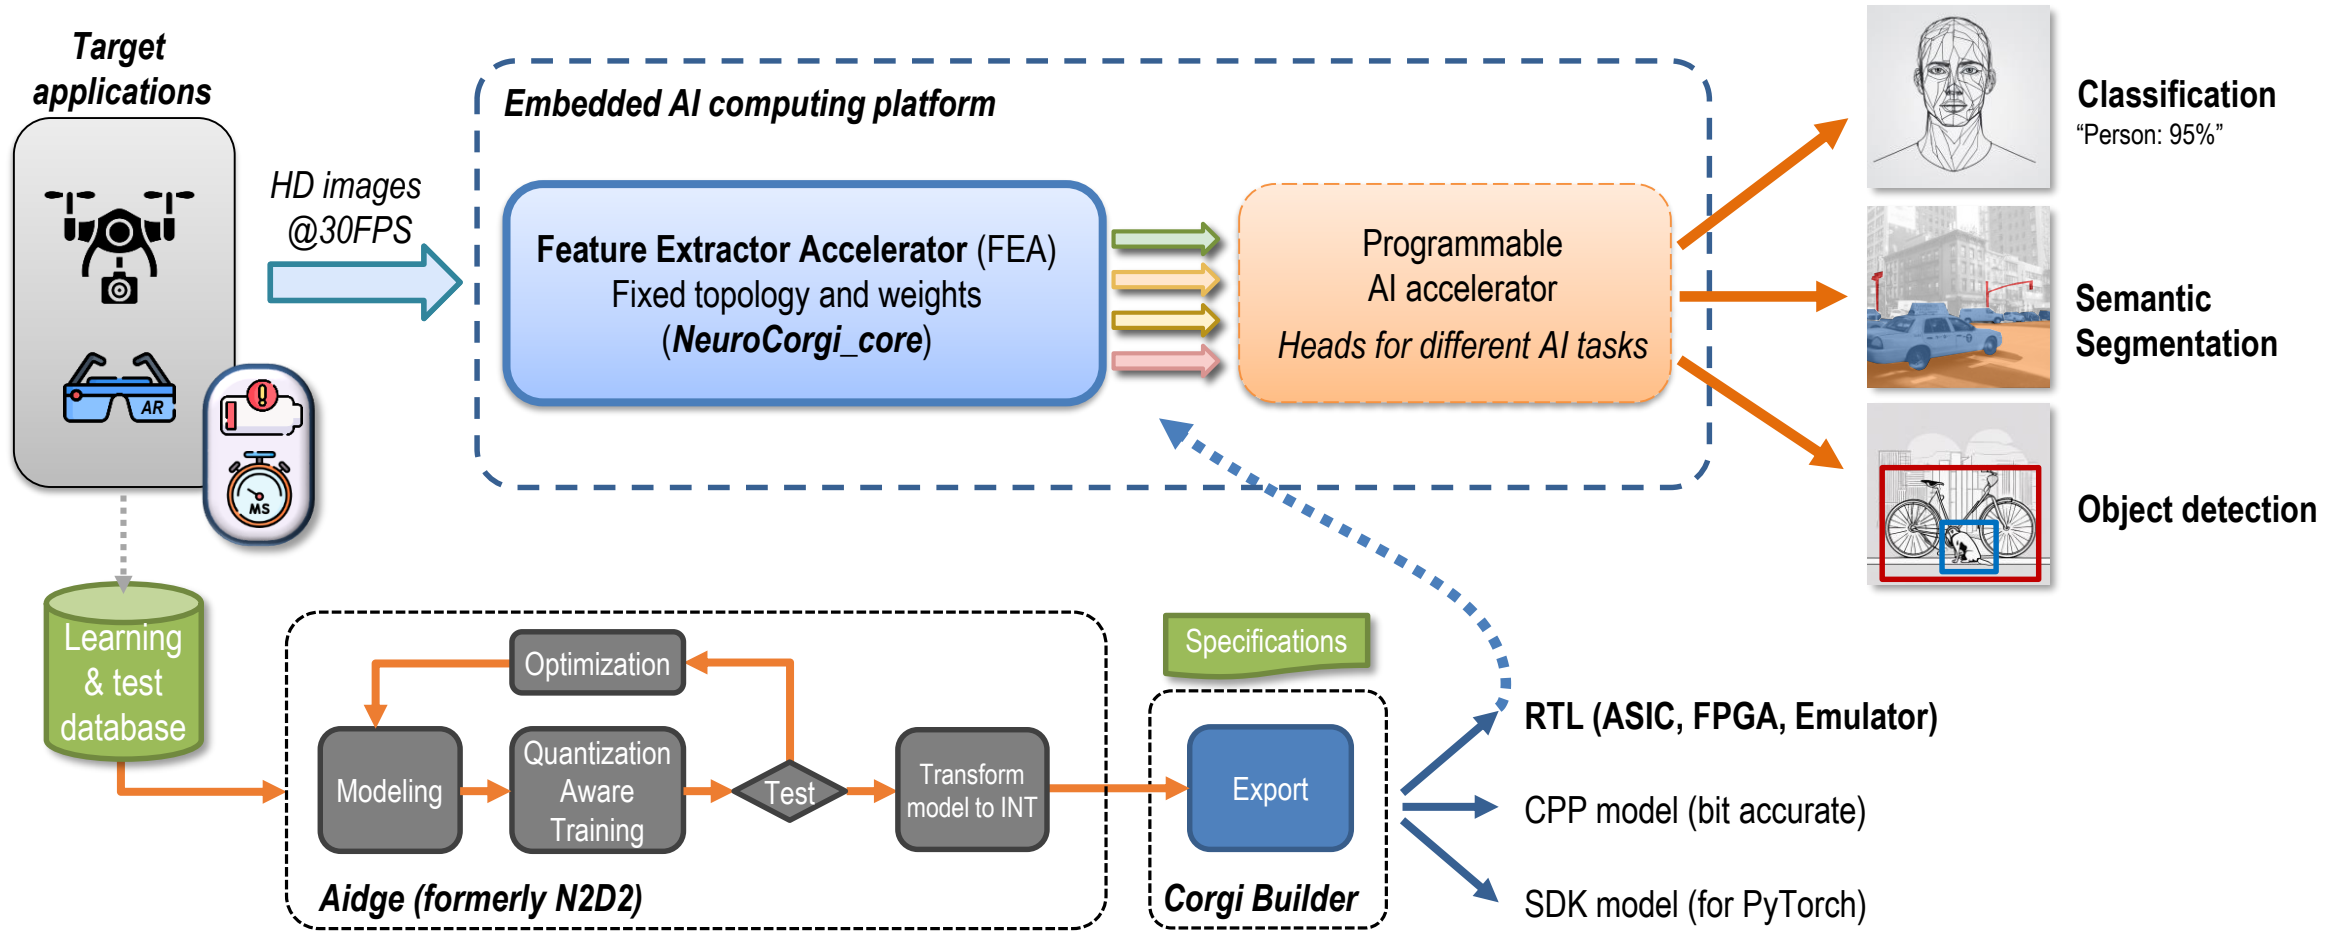 Target
applications
AR
MS
HD images
@30FPS
Embedded AI computing platform
Feature Extractor Accelerator (FEA)
Fixed topology and weights
(NeuroCorgi_core)
Programmable
AI accelerator
Heads for different AI tasks
Classification
“Person: 95%”
Semantic
Segmentation
Object detection
Learning
& test
database
Optimization
Modeling
Quantization
Aware
Training
Test
Transform
model to INT
Aidge (formerly N2D2)
Specifications
Export
Corgi Builder
RTL (ASIC, FPGA, Emulator)
CPP model (bit accurate)
SDK model (for PyTorch)